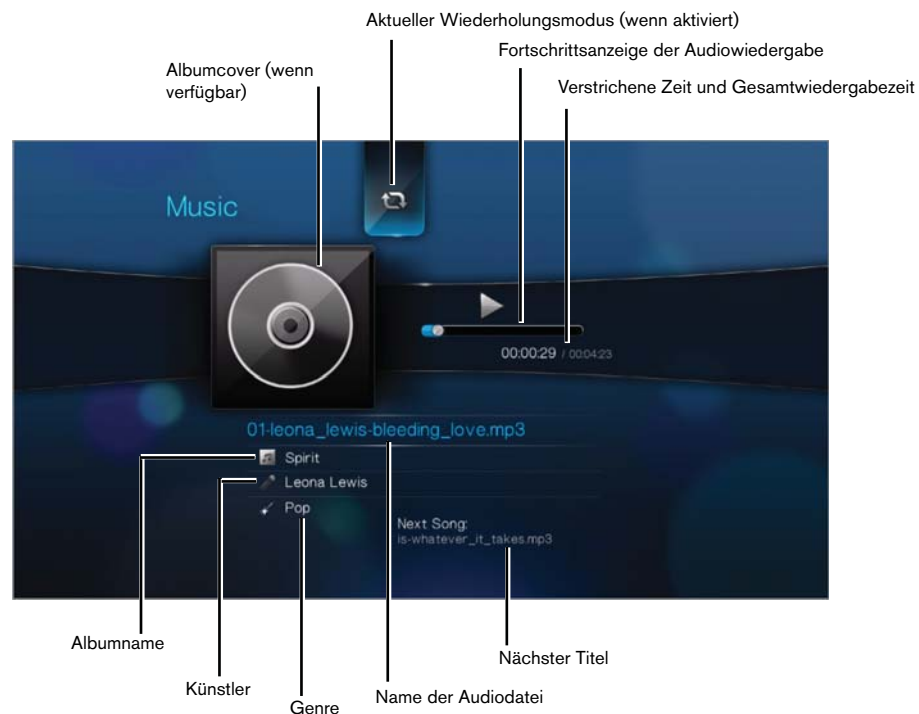 Aktueller Wiederholungsmodus (wenn aktiviert)
Fortschrittsanzeige der Audiowiedergabe
Albumcover (wenn
verfügbar)
Verstrichene Zeit und Gesamtwiedergabezeit
Music
00:00:29 / 00:04:23
01-leona_lewis-bleeding_love.mp3
Spirit
Leona Lewis
Pop
Next Song:
is-whatever_it_takes.mp3
Albumname
Nächster Titel
Künstler
Name der Audiodatei
Genre